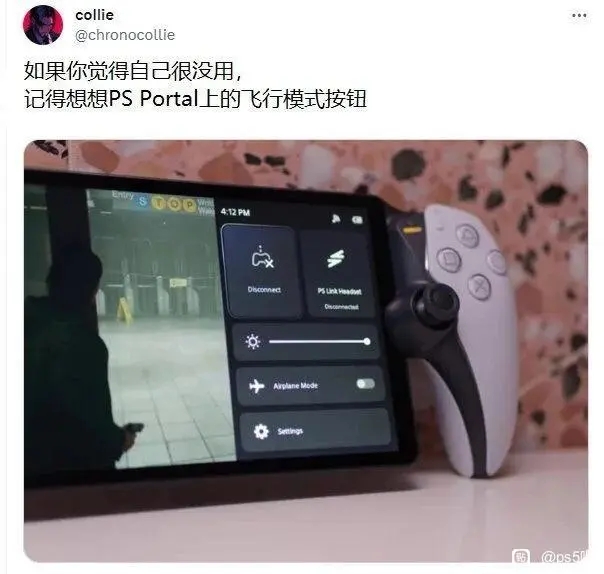 collie
@chronocollie
如果你觉得自己很没用，
记得想想PS Portal上的飞行模式按钮
Entry
STOP
4:12 PM
Disconnect
PS Link Headset
Disconnected
Airplane Mode
Settings
贴 @ps5